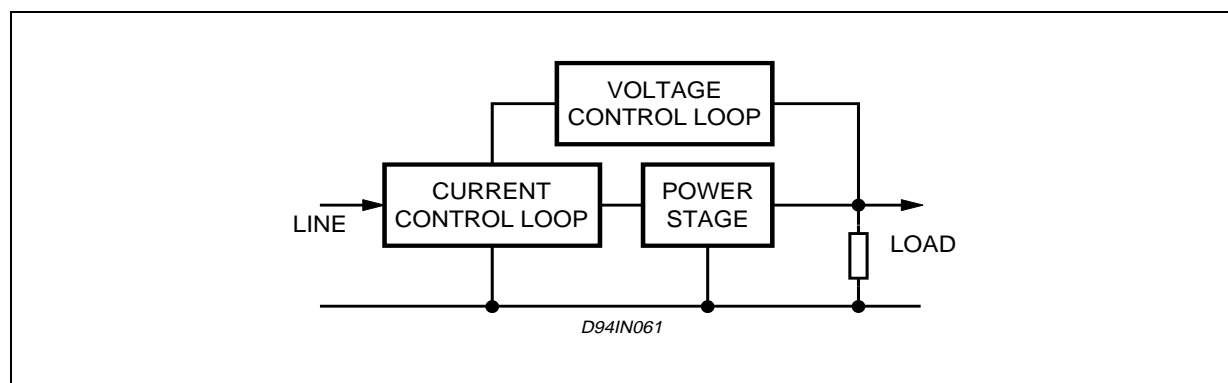 VOLTAGE
CONTROL LOOP
CURRENT
CONTROL LOOP
POWER
STAGE
LINE
LOAD
D94IN061